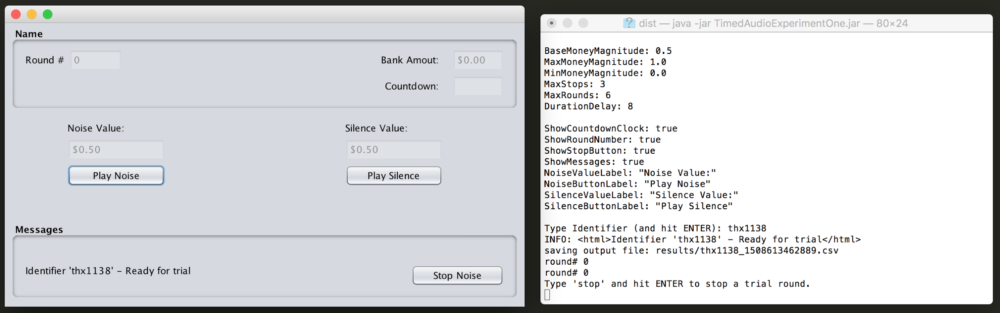 Name
Round # 0
Bank Amout: $0.00
Countdown:
Noise Value:
$0.50
Play Noise
Silence Value:
$0.50
Play Silence
Messages
Identifier 'thx1138' – Ready for trial
Stop Noise
dist — java -jar TimedAudioExperimentOne.jar — 80×24
BaseMoneyMagnitude: 0.5
MaxMoneyMagnitude: 1.0
MinMoneyMagnitude: 0.0
MaxStops: 3
MaxRounds: 6
DurationDelay: 8
ShowCountdownClock: true
ShowRoundNumber: true
ShowStopButton: true
ShowMessages: true
NoiseValueLabel: "Noise Value:"
NoiseButtonLabel: "Play Noise"
SilenceValueLabel: "Silence Value:"
SilenceButtonLabel: "Play Silence"
Type Identifier (and hit ENTER): thx1138
INFO: <html>Identifier 'thx1138' – Ready for trial</html>
saving output file: results/thx1138_1508613462889.csv
round# 0
round# 0
Type 'stop' and hit ENTER to stop a trial round.